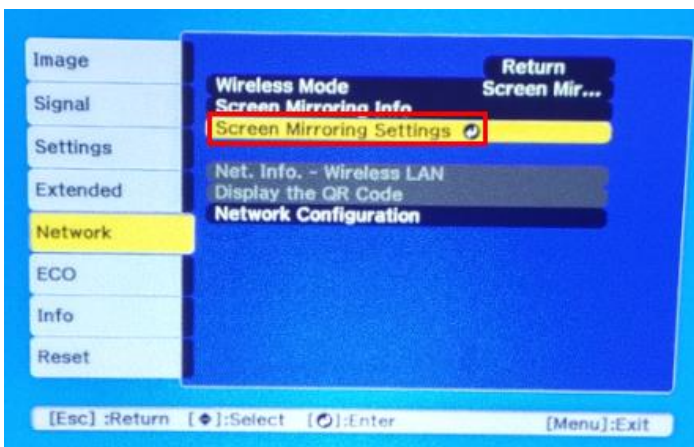 Image
Signal
Settings
Extended
Network
ECO
Info
Reset
Return
Wireless Mode Screen Mir...
Screen Mirroring Info
Screen Mirroring Settings
Net. Info. - Wireless LAN
Display the QR Code
Network Configuration
[Esc] :Return [◆]:Select [⏎]:Enter [Menu]:Exit